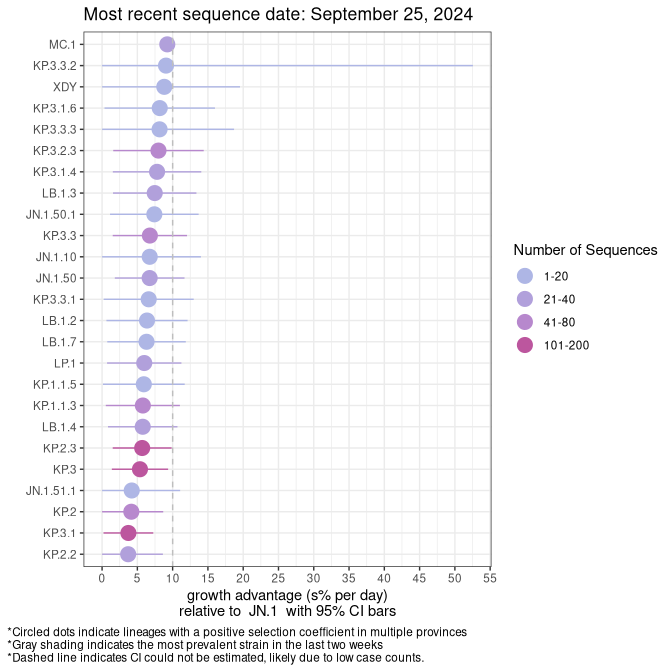 Most recent sequence date: September 25, 2024
MC.1
KP.3.3.2
XDY
KP.3.1.6
KP.3.3.3
KP.3.2.3
KP.3.1.4
LB.1.3
JN.1.50.1
KP.3.3
JN.1.10
JN.1.50
KP.3.3.1
LB.1.2
LB.1.7
LP.1
KP.1.1.5
KP.1.1.3
LB.1.4
KP.2.3
KP.3
JN.1.51.1
KP.2
KP.3.1
KP.2.2
0 5 10 15 20 25 30 35 40 45 50 55
growth advantage (s% per day)
relative to JN.1 with 95% CI bars
Number of Sequences
1-20
21-40
41-80
101-200
*Circled dots indicate lineages with a positive selection coefficient in multiple provinces
*Gray shading indicates the most prevalent strain in the last two weeks
*Dashed line indicates CI could not be estimated, likely due to low case counts.